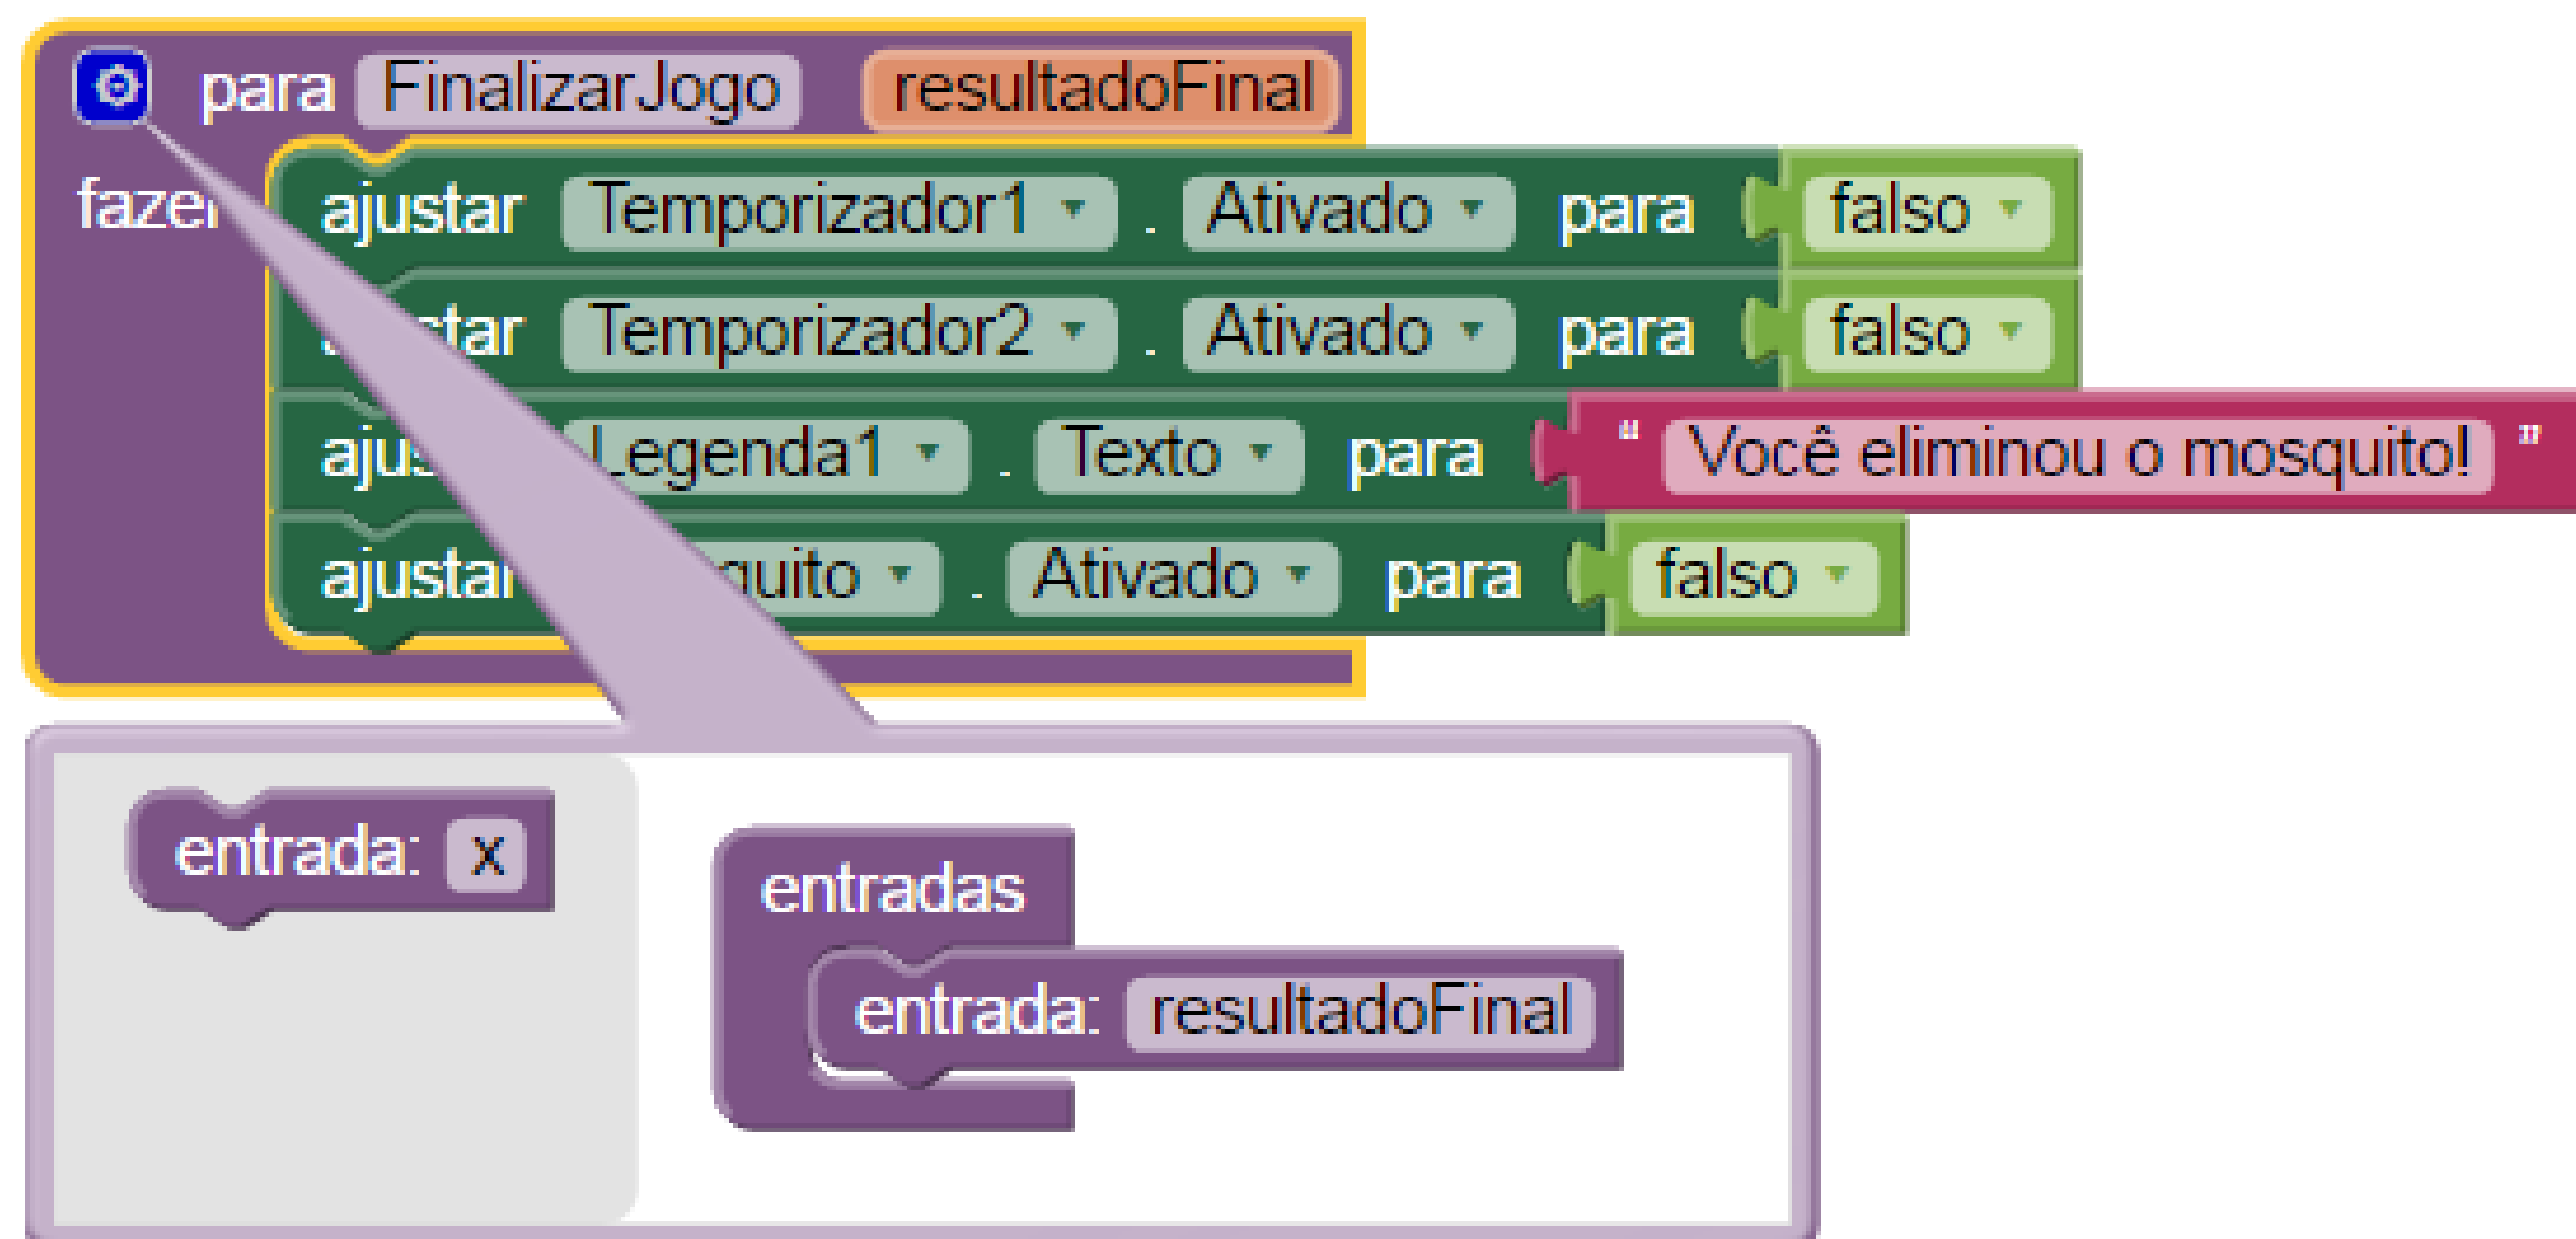 para FinalizarJogo resultadoFinal
fazer ajustar Temporizador1 . Ativado para falso
Temporizador2 . Ativado para falso
Legenda1 . Texto para “ Você eliminou o mosquito! ”
ajustar . Ativado para falso
entrada: x
entradas
entrada: resultadoFinal